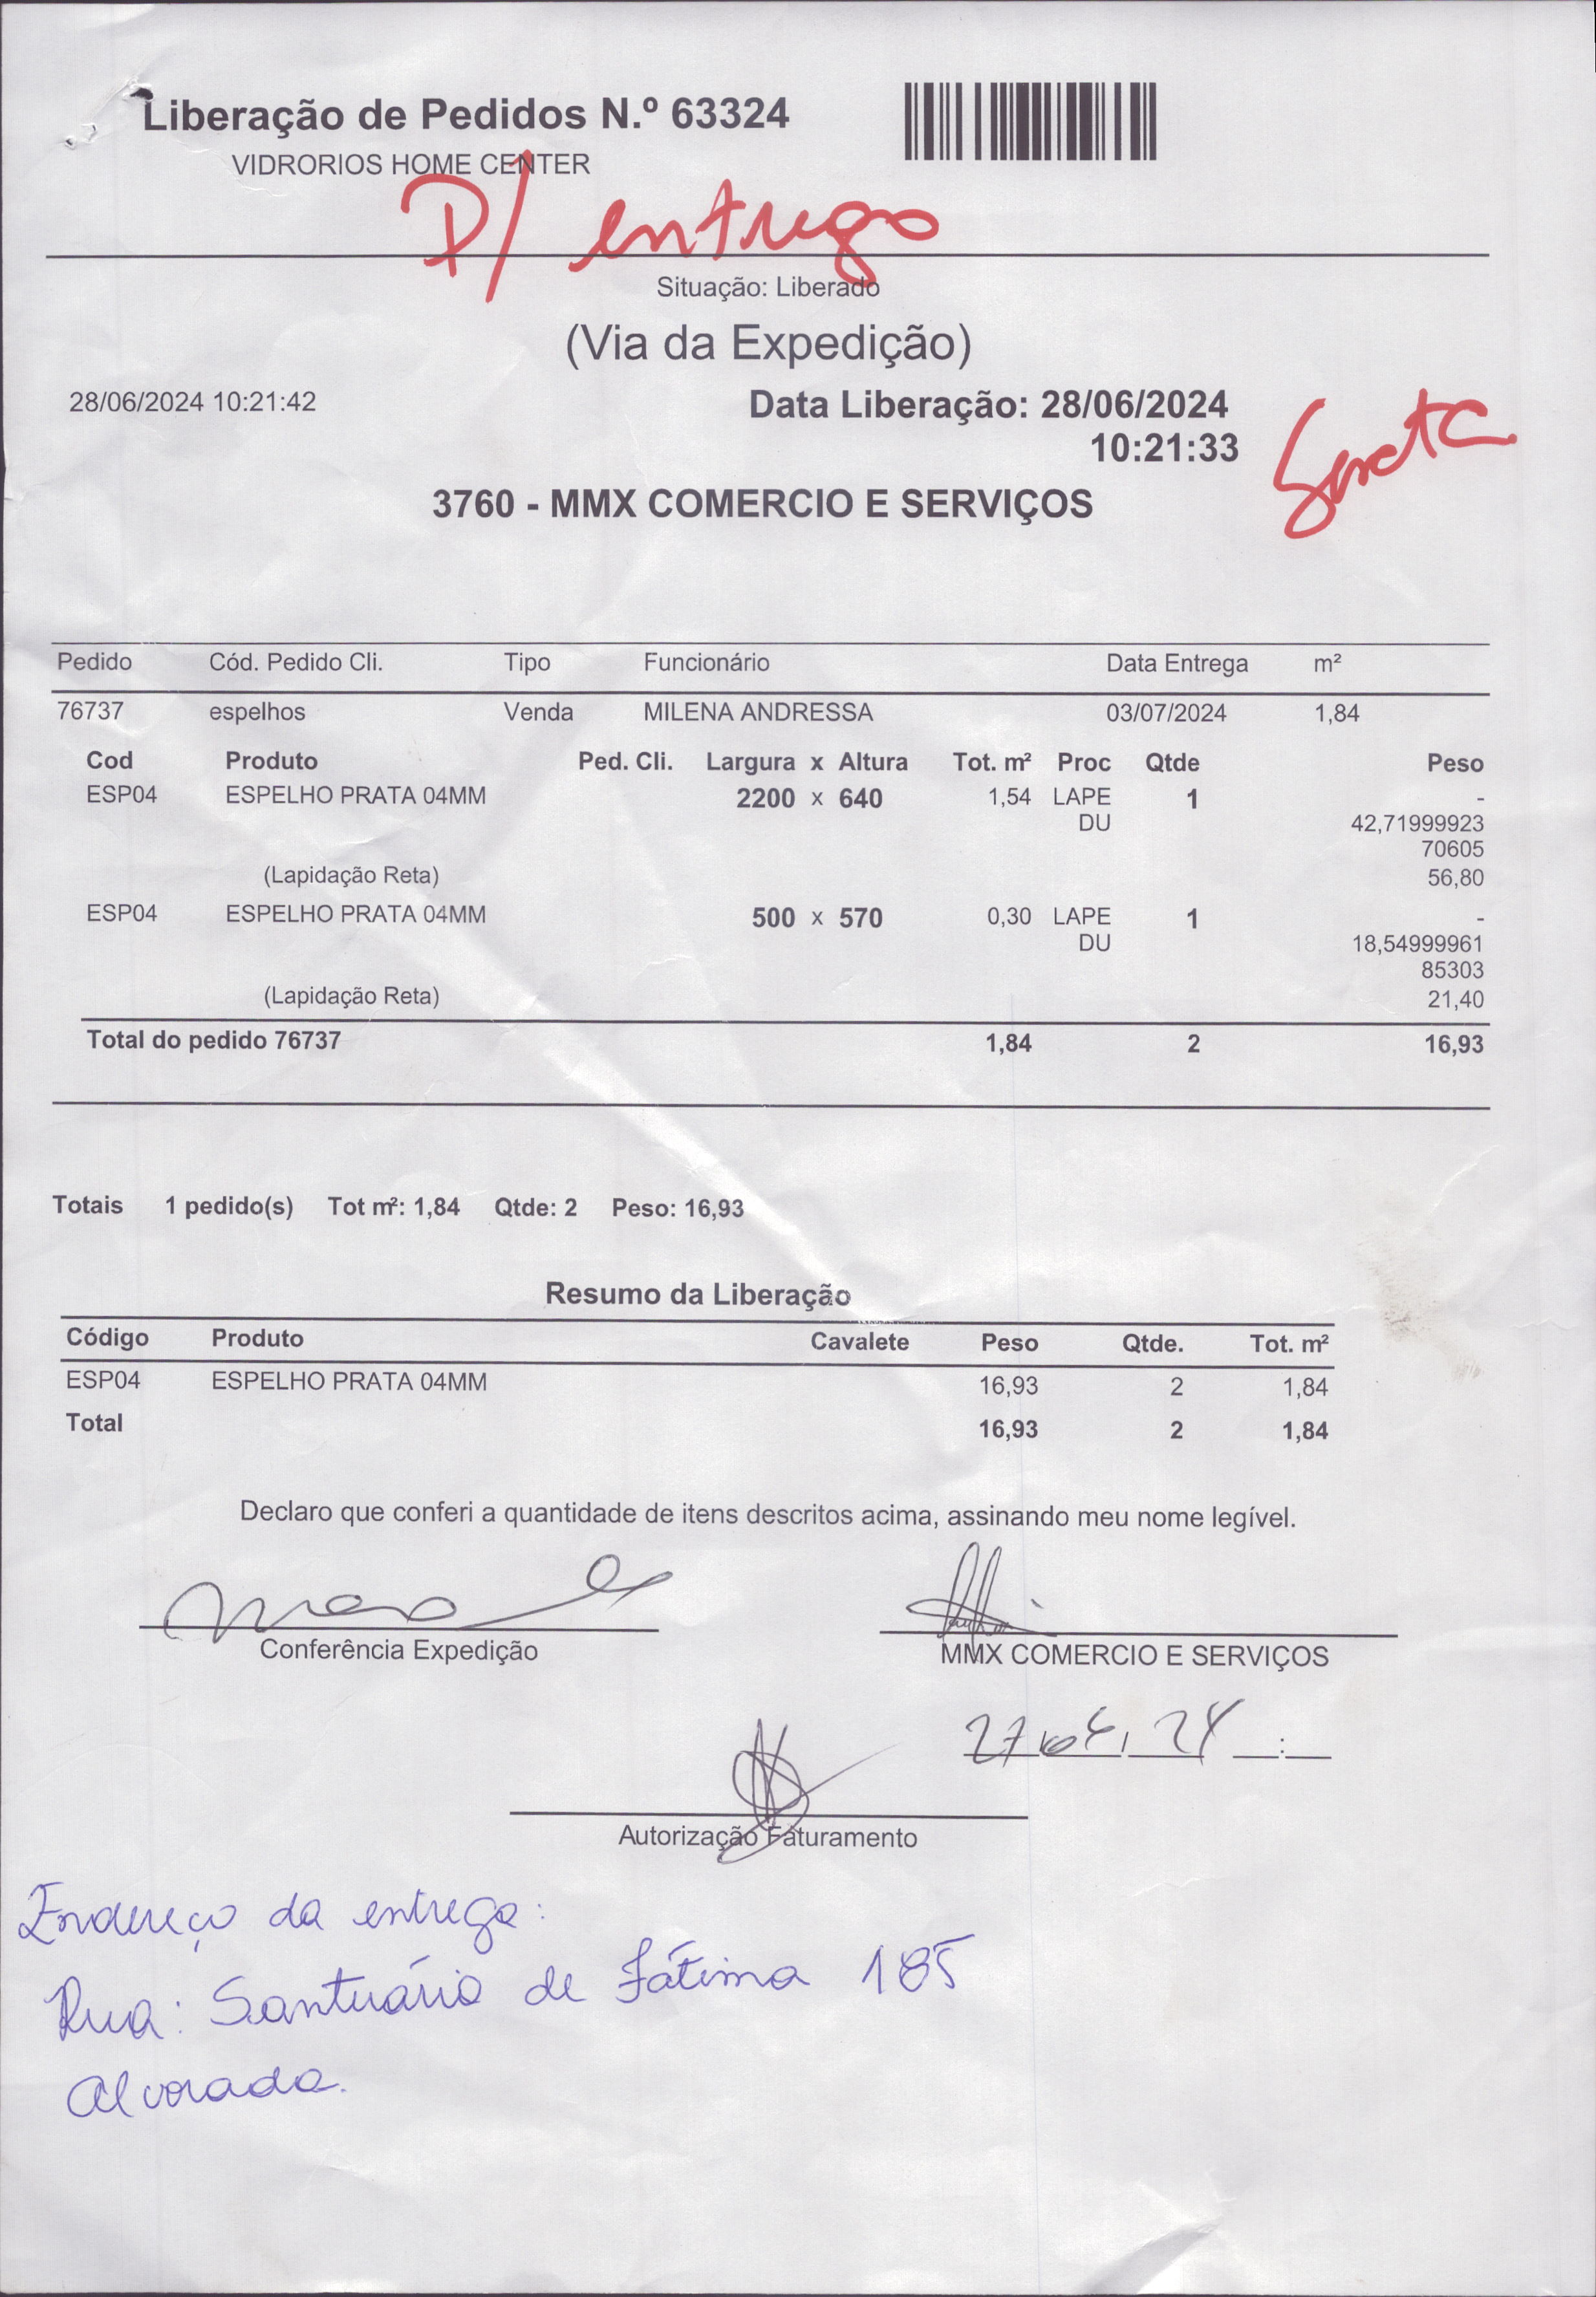 Liberação de Pedidos N.º 63324
VIDRORIOS HOME CENTER
P/ entrega
Situação: Liberado
(Via da Expedição)
28/06/2024 10:21:42
Data Liberação: 28/06/2024
10:21:33
3760 - MMX COMERCIO E SERVIÇOS
Pedido Cód. Pedido Cli. Tipo Funcionário Data Entrega m²
76737 espelhos Venda MILENA ANDRESSA 03/07/2024 1,84
Cod Produto Ped. Cli. Largura x Altura Tot. m² Proc Qtde Peso
ESP04 ESPELHO PRATA 04MM 2200 x 640 1,54 LAPE 1 -
DU 42,71999923
70605
(Lapidação Reta) 56,80
ESP04 ESPELHO PRATA 04MM 500 x 570 0,30 LAPE 1 -
DU 18,54999961
85303
(Lapidação Reta) 21,40
Total do pedido 76737 1,84 2 16,93
Totais 1 pedido(s) Tot m²: 1,84 Qtde: 2 Peso: 16,93
Resumo da Liberação
Código Produto Cavalete Peso Qtde. Tot. m²
ESP04 ESPELHO PRATA 04MM 16,93 2 1,84
Total 16,93 2 1,84
Declaro que conferi a quantidade de itens descritos acima, assinando meu nome legível.
Conferência Expedição
MMX COMERCIO E SERVIÇOS
Autorização Faturamento
Endereço da entrega:
Rua: Santuário de Fátima 185
Alvorada.